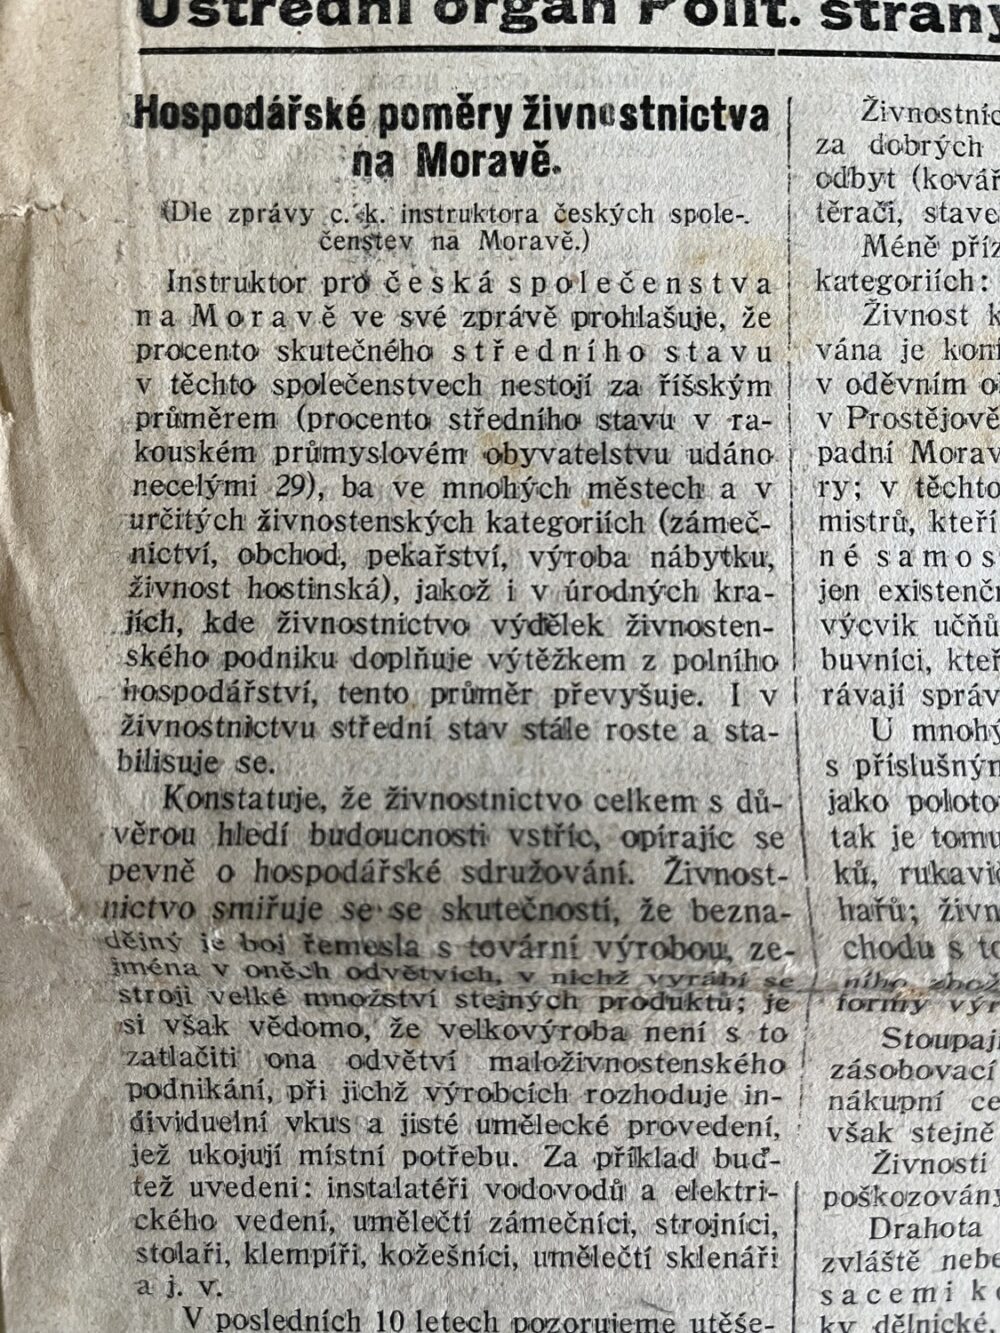 Ústřední orgán Polit. strany
Hospodářské poměry živnostnictva
na Moravě.
(Dle zprávy c. k. instruktora českých spole-
čenstev na Moravě.)
Instruktor pro česká společenstva
na Moravě ve své zprávě prohlašuje, že
procento skutečného středního stavu
v těchto společenstvech nestojí za říšským
průměrem (procento středního stavu v ra-
kouském průmyslovém obyvatelstvu udáno
necelými 29), ba ve mnohých městech a v
určitých živnostenských kategoriích (zámeč-
nictví, obchod, pekařství, výroba nábytku,
živnost hostinská), jakož i v úrodných kra-
jích, kde živnostnictvo výdělek živnosten-
ského podniku doplňuje výtěžkem z polního
hospodářství, tento průměr převyšuje. I v
živnostnictvu střední stav stále roste a sta-
bilisuje se.
Konstatuje, že živnostnictvo celkem s dů-
věrou hledí budoucnosti vstříc, opírajíc se
pevně o hospodářské sdružování. Živnost-
nictvo smiřuje se se skutečností, že bezna-
dějný je boj řemesla s tovární výrobou, ze-
jména v oněch odvětvích, v nichž vyrábí se
stroji velké množství stejných produktů; je
si však vědomo, že velkovýroba není s to
zatlačiti ona odvětví maloživnostenského
podnikání, při jichž výrobcích rozhoduje in-
dividuelní vkus a jisté umělecké provedení,
jež ukojují místní potřebu. Za příklad buď-
tež uvedeni: instalatéři vodovodů a elektri-
ckého vedení, umělečtí zámečníci, strojníci,
stolaři, klempíři, kožešníci, umělečtí sklenáři
a j. v.
V posledních 10 letech pozorujeme utěše-
Živnostníc
za dobrých
odbyt (kovář
těrači, stave
Méně příz
kategoriích:
Živnost k
vána je konf
v oděvním o
v Prostějově
padní Morav
ry; v těchto
mistrů, kteří
né samos
jen existenčn
výcvik učňů
buvníci, kteř
rávají správ
U mnohý
s příslušným
jako poloto
tak je tomu
ků, rukavic
hařů; živn
chodu s to
ního zbož
formy výr
Stoupají
zásobovací
nákupní ce
však stejně
Živnosti
poškozovány
Drahota
zvláště nebe
sacemi k
ky dělnické.